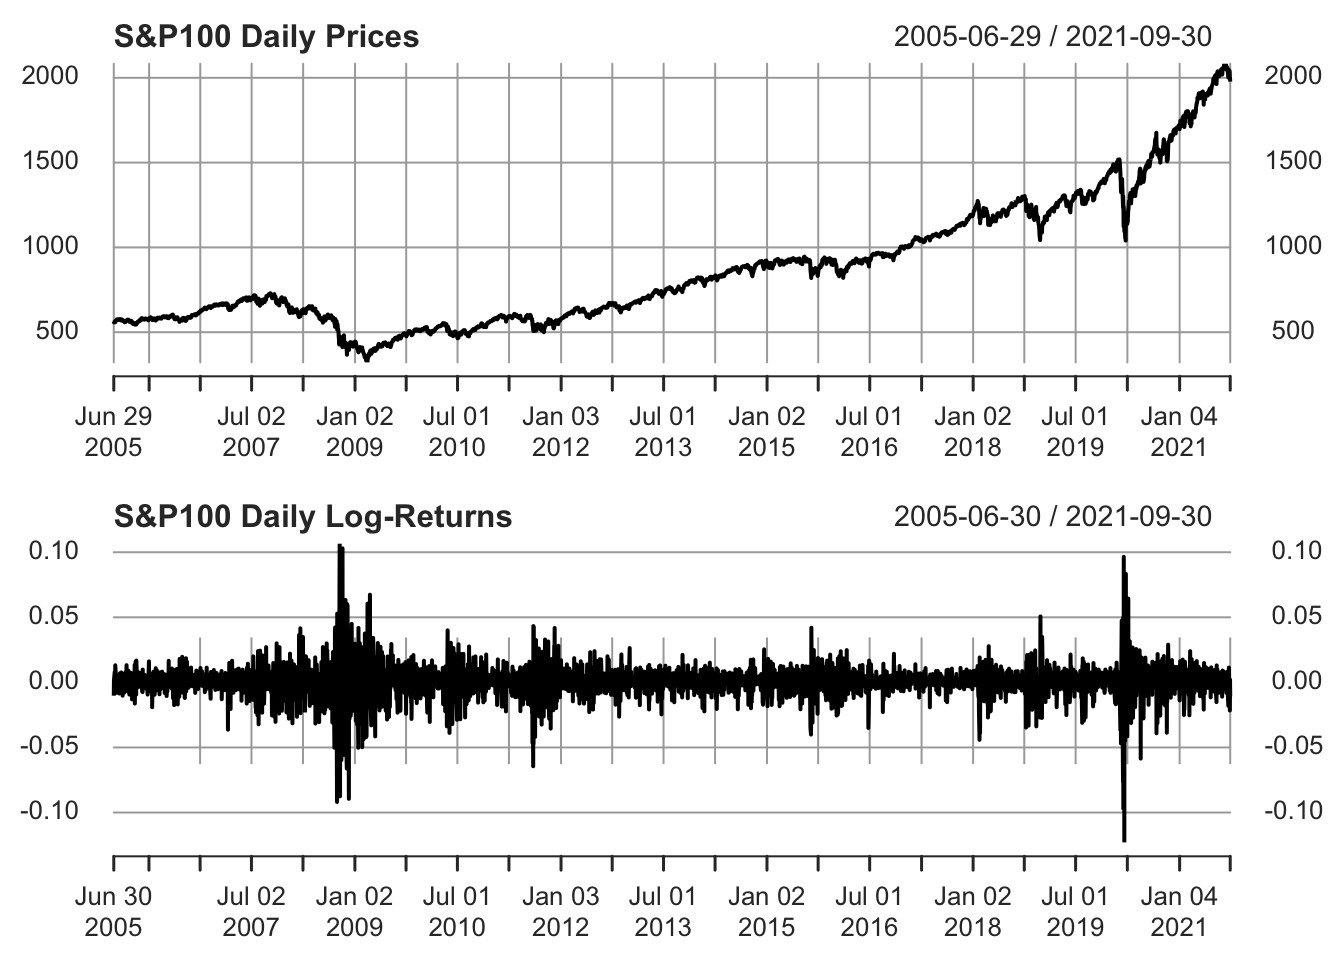 S&P100 Daily Prices 2005-06-29 / 2021-09-30
2000 2000
1500 1500
1000 1000
500 500
Jun 29 Jul 02 Jan 02 Jul 01 Jan 03 Jul 01 Jan 02 Jul 01 Jan 02 Jul 01 Jan 04
2005 2007 2009 2010 2012 2013 2015 2016 2018 2019 2021
S&P100 Daily Log-Returns 2005-06-30 / 2021-09-30
0.10 0.10
0.05 0.05
0.00 0.00
-0.05 -0.05
-0.10 -0.10
Jun 30 Jul 02 Jan 02 Jul 01 Jan 03 Jul 01 Jan 02 Jul 01 Jan 02 Jul 01 Jan 04
2005 2007 2009 2010 2012 2013 2015 2016 2018 2019 2021